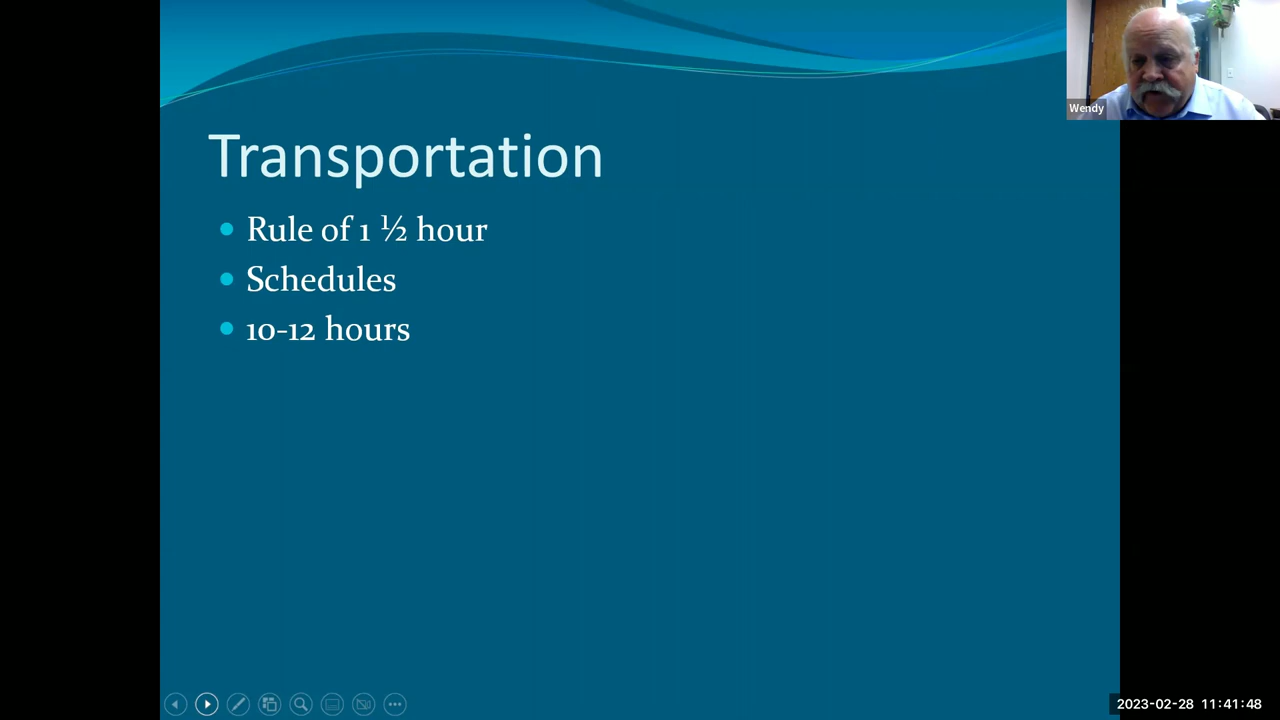 Wendy
Transportation
Rule of 1 ½ hour
Schedules
10-12 hours
2023-02-28 11:41:48